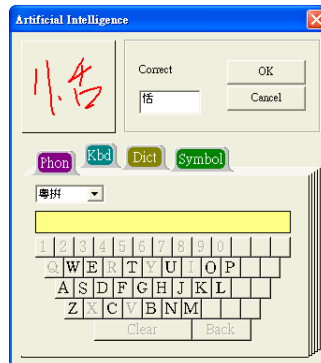 Artificial Intelligence
恬
Correct
OK
恬
Cancel
Phon Kbd Dict Symbol
粵拼
1 2 3 4 5 6 7 8 9 0
Q W E R T Y U I O P
A S D F G H J K L
Z X C V B N M
Clear Back